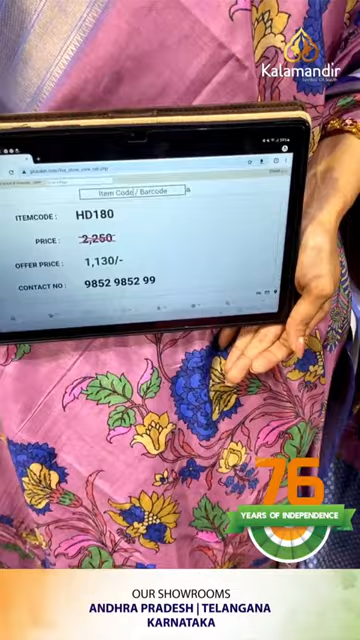 Kalamandir
Item Code / Barcode
ITEMCODE : HD180
PRICE : 2,250
OFFER PRICE : 1,130/-
CONTACT NO : 9852 9852 99
76
YEARS OF INDEPENDENCE
OUR SHOWROOMS
ANDHRA PRADESH | TELANGANA
KARNATAKA